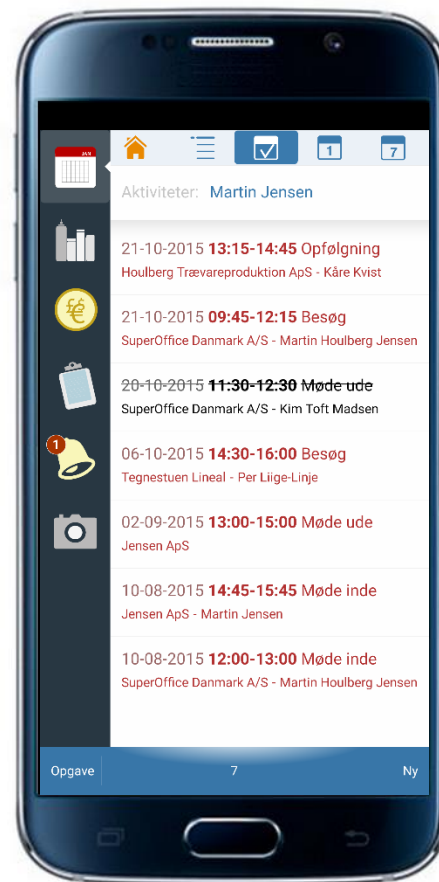 JAN
1
7
Aktiviteter: Martin Jensen
21-10-2015 13:15-14:45 Opfølgning
Houlberg Trævareproduktion ApS - Kåre Kvist
21-10-2015 09:45-12:15 Besøg
SuperOffice Danmark A/S - Martin Houlberg Jensen
20-10-2015 11:30-12:30 Møde ude
SuperOffice Danmark A/S - Kim Toft Madsen
1
06-10-2015 14:30-16:00 Besøg
Tegnestuen Lineal - Per Liige-Linje
02-09-2015 13:00-15:00 Møde ude
Jensen ApS
10-08-2015 14:45-15:45 Møde inde
Jensen ApS - Martin Jensen
10-08-2015 12:00-13:00 Møde inde
SuperOffice Danmark A/S - Martin Houlberg Jensen
Opgave 7 Ny